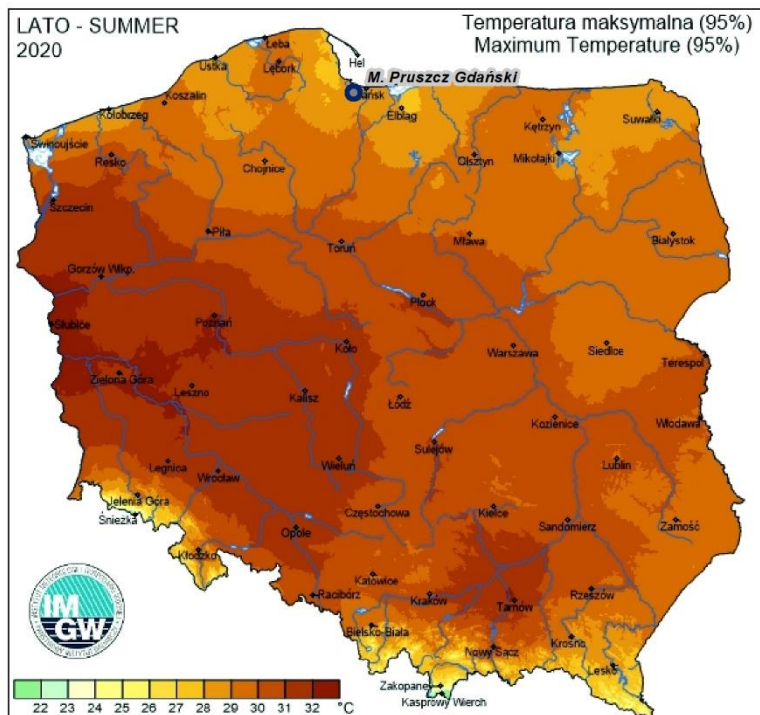 LATO - SUMMER
2020
Temperatura maksymalna (95%)
Maximum Temperature (95%)
Łeba
Hel
Ustka
Lębork
M. Pruszcz Gdański
Koszalin
Kołobrzeg
Elbląg
Suwałki
Kętrzyn
Świnoujście
Resko
Chojnice
Olsztyn
Mikołajki
Szczecin
Piła
Toruń
Mława
Białystok
Gorzów Wlkp.
Płock
Słubice
Poznań
Koło
Warszawa
Siedlce
Terespol
Zielona Góra
Leszno
Kalisz
Łódź
Kozienice
Włodawa
Sulejów
Legnica
Wrocław
Wieluń
Lublin
Jelenia Góra
Śnieżka
Częstochowa
Kielce
Sandomierz
Zamość
Opole
Kłodzko
Katowice
Racibórz
Kraków
Tarnów
Rzeszów
Bielsko-Biała
Nowy Sącz
Krosno
Lesko
Zakopane
Kasprowy Wierch
IM
GW
22 23 24 25 26 27 28 29 30 31 32 °C